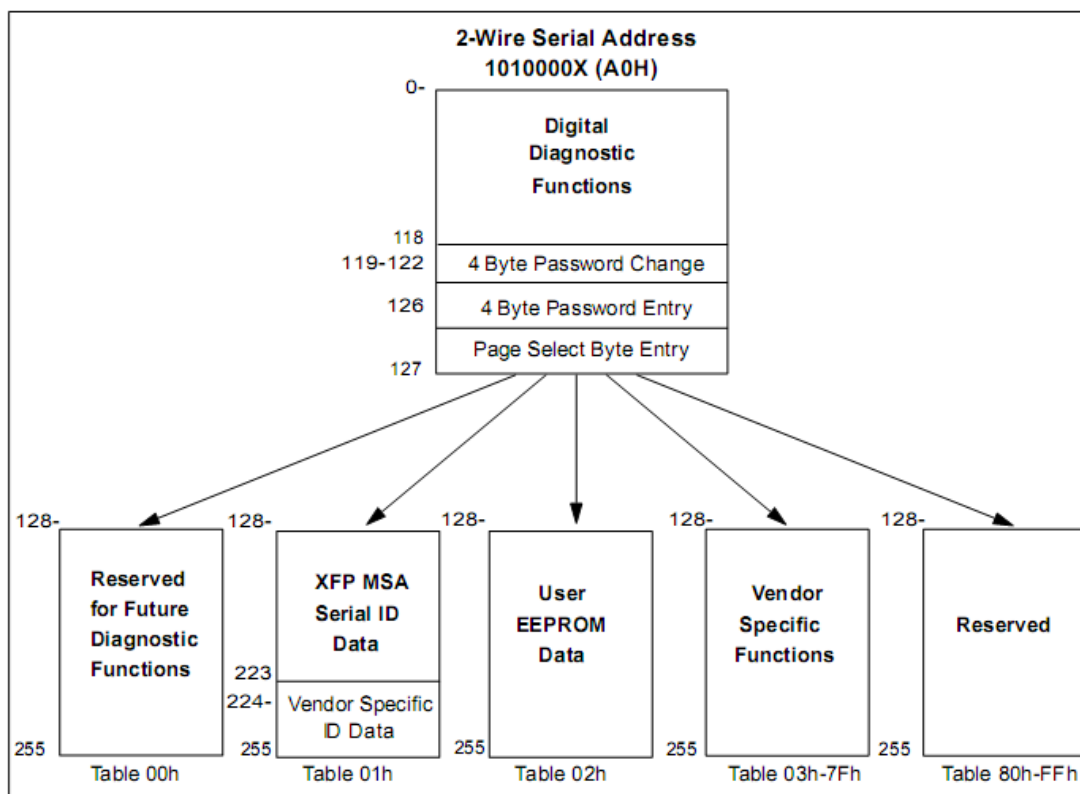 2-Wire Serial Address
1010000X (A0H)
0-
Digital
Diagnostic
Functions
118
119-122
4 Byte Password Change
126
4 Byte Password Entry
Page Select Byte Entry
127
128-
Reserved
for Future
Diagnostic
Functions
255
Table 00h
128-
XFP MSA
Serial ID
Data
223
224-
Vendor Specific
ID Data
255
Table 01h
128-
User
EEPROM
Data
255
Table 02h
128-
Vendor
Specific
Functions
255
Table 03h-7Fh
128-
Reserved
255
Table 80h-FFh